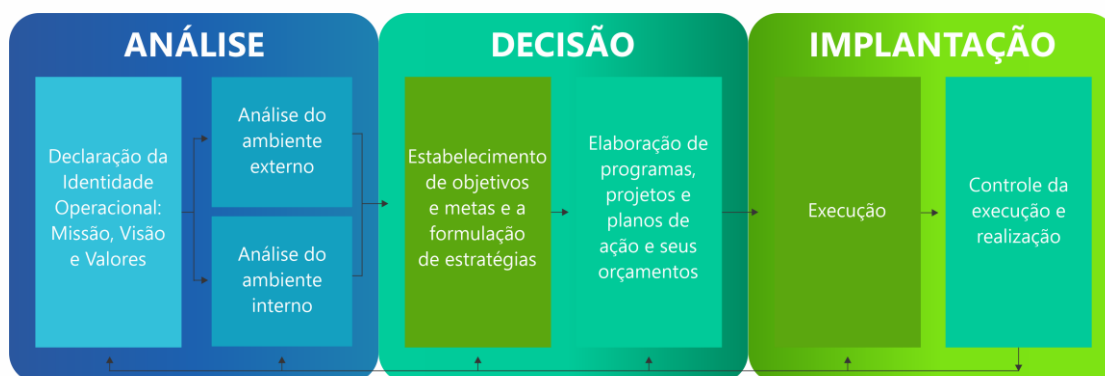 ANÁLISE
Declaração da
Identidade
Operacional:
Missão, Visão
e Valores
Análise do
ambiente
externo
Análise do
ambiente
interno
DECISÃO
Estabelecimento
de objetivos
e metas e a
formulação
de estratégias
Elaboração de
programas,
projetos e
planos de
ação e seus
orçamentos
IMPLANTAÇÃO
Execução
Controle da
execução e
realização